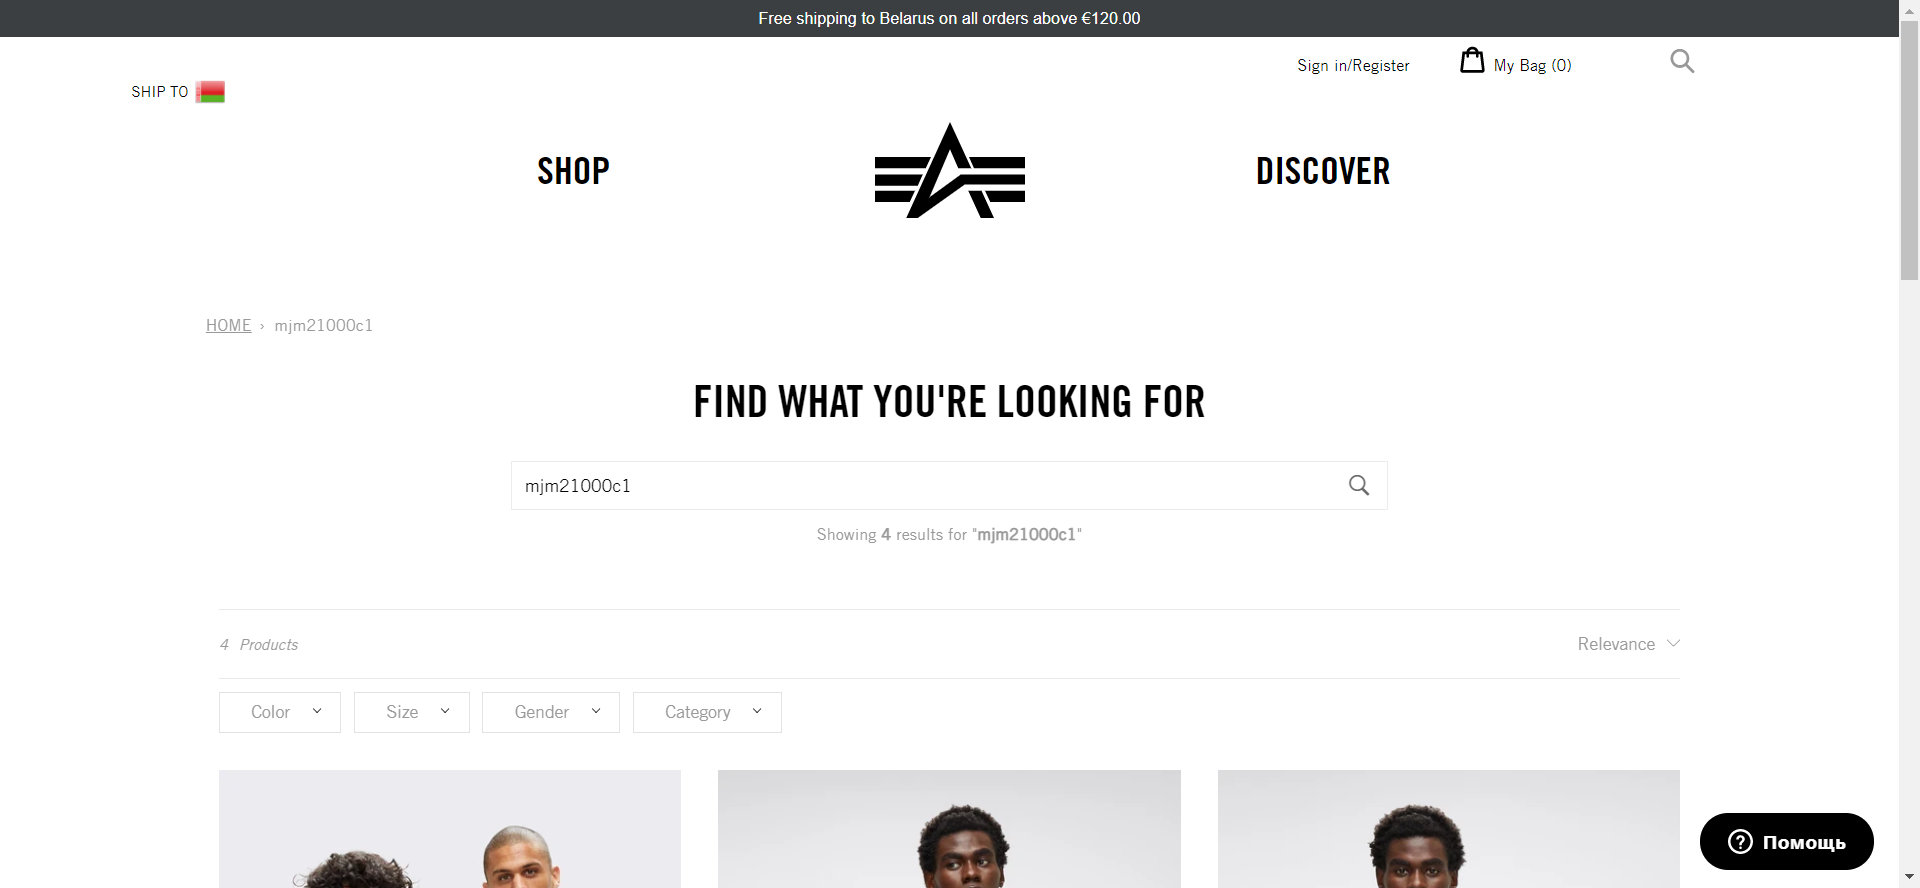 Free shipping to Belarus on all orders above €120.00
Sign in/Register
My Bag (0)
SHIP TO
SHOP
DISCOVER
HOME › mjm21000c1
FIND WHAT YOU'RE LOOKING FOR
mjm21000c1
Showing 4 results for "mjm21000c1"
4 Products
Relevance
Color
Size
Gender
Category
Помощь